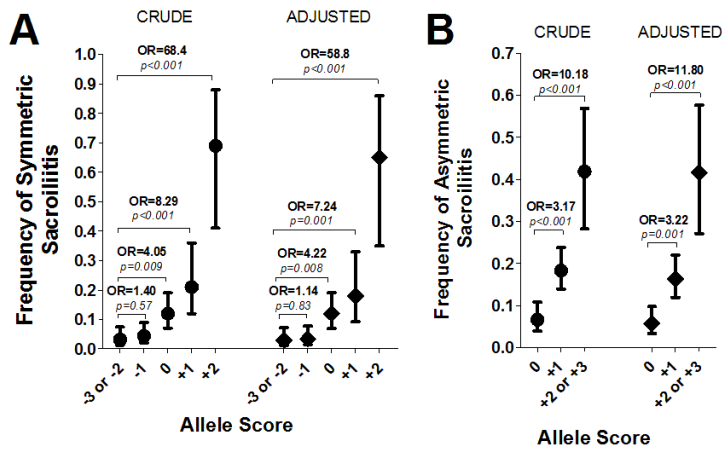 A
CRUDE
ADJUSTED
Frequency of Symmetric
Sacroiliitis
1.0
0.9
0.8
0.7
0.6
0.5
0.4
0.3
0.2
0.1
0.0
OR=68.4
p<0.001
OR=8.29
p<0.001
OR=4.05
p=0.009
OR=1.40
p=0.57
OR=58.8
p<0.001
OR=7.24
p=0.001
OR=4.22
p=0.008
OR=1.14
p=0.83
-3 or -2
-1
0
+1
+2
-3 or -2
-1
0
+1
+2
Allele Score
B
CRUDE
ADJUSTED
Frequency of Asymmetric
Sacroiliitis
0.7
0.6
0.5
0.4
0.3
0.2
0.1
0.0
OR=10.18
p<0.001
OR=3.17
p<0.001
OR=11.80
p<0.001
OR=3.22
p=0.001
0
+1
+2 or +3
0
+1
+2 or +3
Allele Score